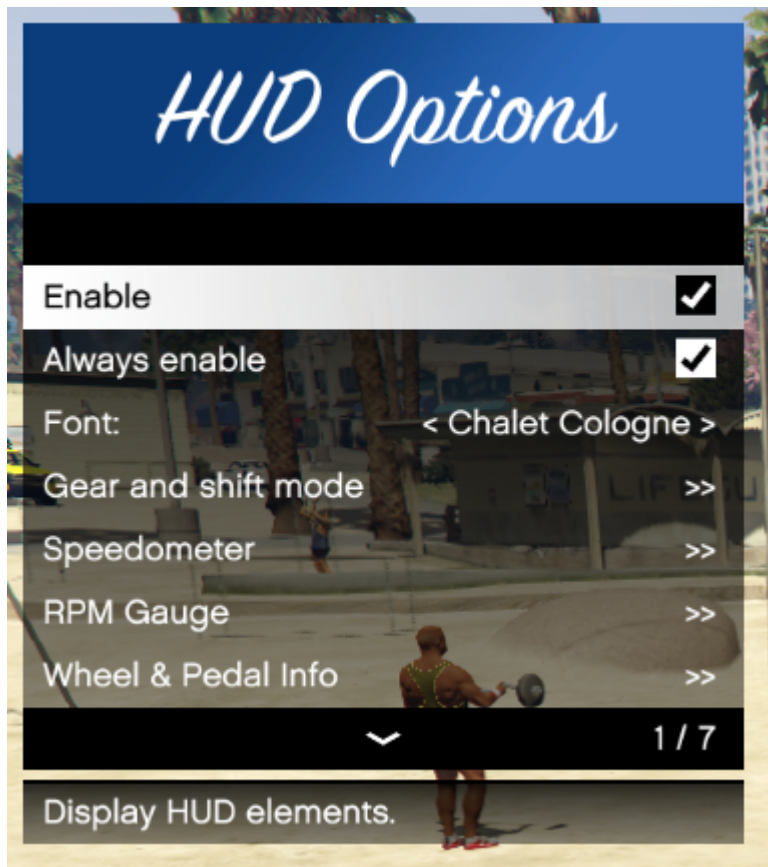 HUD Options
Enable
Always enable
Font: < Chalet Cologne >
Gear and shift mode >>
Speedometer >>
RPM Gauge >>
Wheel & Pedal Info >>
1 / 7
Display HUD elements.